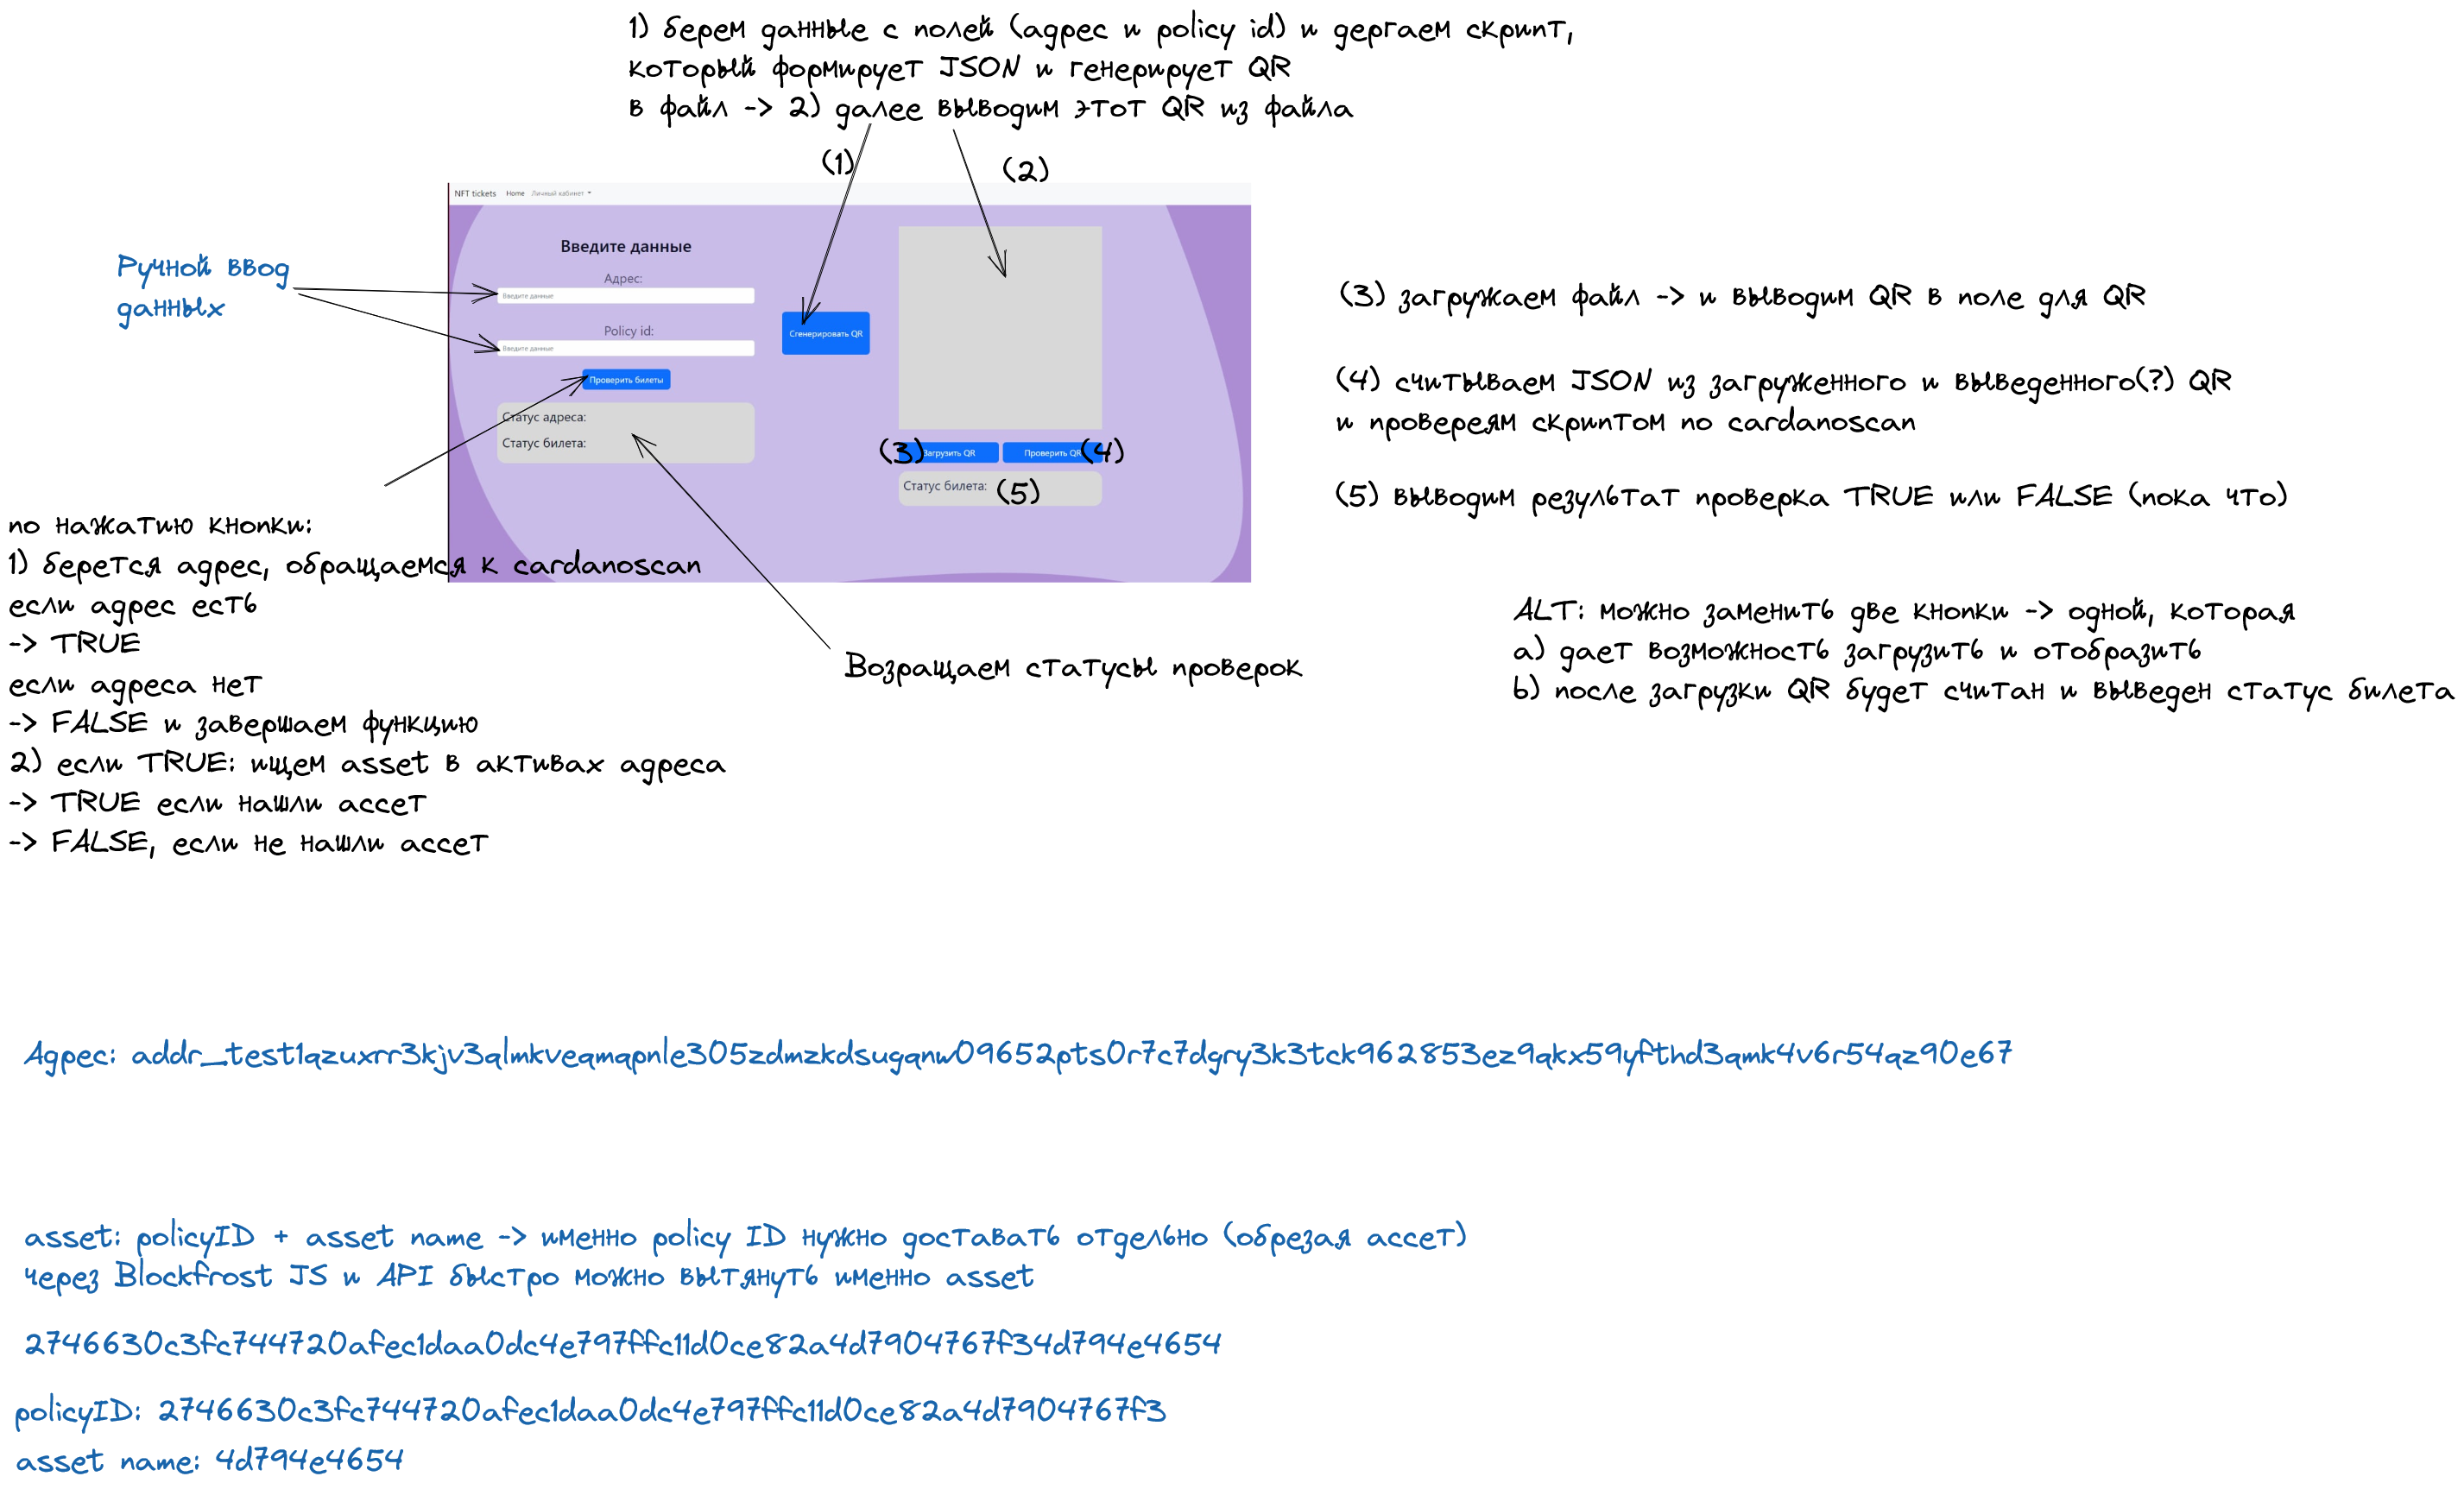 1) берем данные с полей (адрес и policy id) и дергаем скрипт,
который формирует JSON и генерирует QR
в файл -> 2) далее выводим этот QR из файла
(1)
(2)
NFT tickets Home Личный кабинет
Ручной ввод
данных
Введите данные
Адрес:
Введите данные
Policy id:
Введите данные
Проверить билеты
Сгенерировать QR
Статус адреса:
Статус билета:
(3) Загрузить QR
Проверить QR (4)
Статус билета: (5)
(3) загружаем файл -> и выводим QR в поле для QR
(4) считываем JSON из загруженного и выведенного(?) QR
и провереям скриптом по cardanoscan
(5) выводим результат проверка TRUE или FALSE (пока что)
по нажатию кнопки:
1) берется адрес, обращаемся к cardanoscan
если адрес есть
-> TRUE
если адреса нет
-> FALSE и завершаем функцию
2) если TRUE: ищем asset в активах адреса
-> TRUE если нашли ассет
-> FALSE, если не нашли ассет
Возращаем статусы проверок
ALT: можно заменить две кнопки -> одной, которая
a) дает возможность загрузить и отобразить
b) после загрузки QR будет считан и выведен статус билета
Адрес: addr_test1qzuxrr3kjv3qlmkveqmqpnle305zdmzkdsugqnw09652pts0r7c7dgry3k3tck962853ez9qkx59yfthd3qmk4v6r54qz90e67
asset: policyID + asset name -> именно policy ID нужно доставать отдельно (обрезая ассет)
через Blockfrost JS и API быстро можно вытянуть именно asset
2746630c3fc744720afec1daa0dc4e797ffc11d0ce82a4d7904767f34d794e4654
policyID: 2746630c3fc744720afec1daa0dc4e797ffc11d0ce82a4d7904767f3
asset name: 4d794e4654